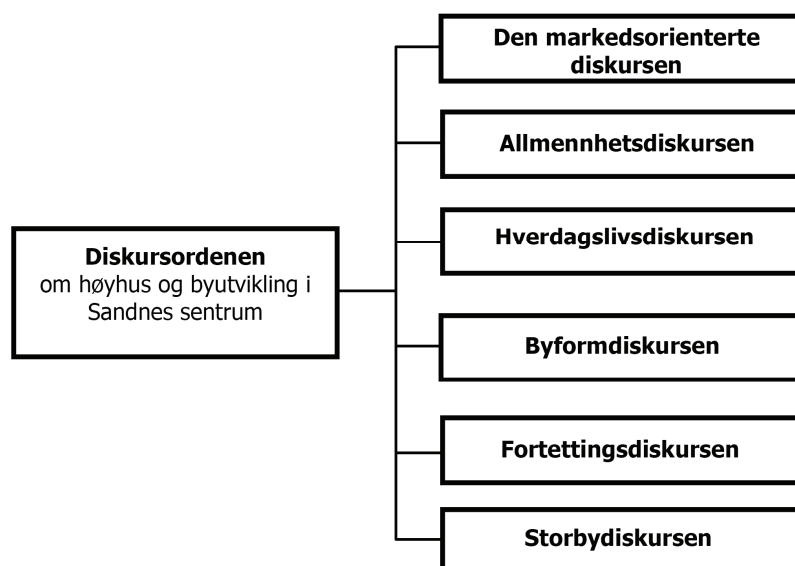 Den markedsorienterte
diskursen
Allmennhetsdiskursen
Hverdagslivsdiskursen
Diskursordenen
om høyhus og byutvikling i
Sandnes sentrum
Byformdiskursen
Fortettingsdiskursen
Storbydiskursen